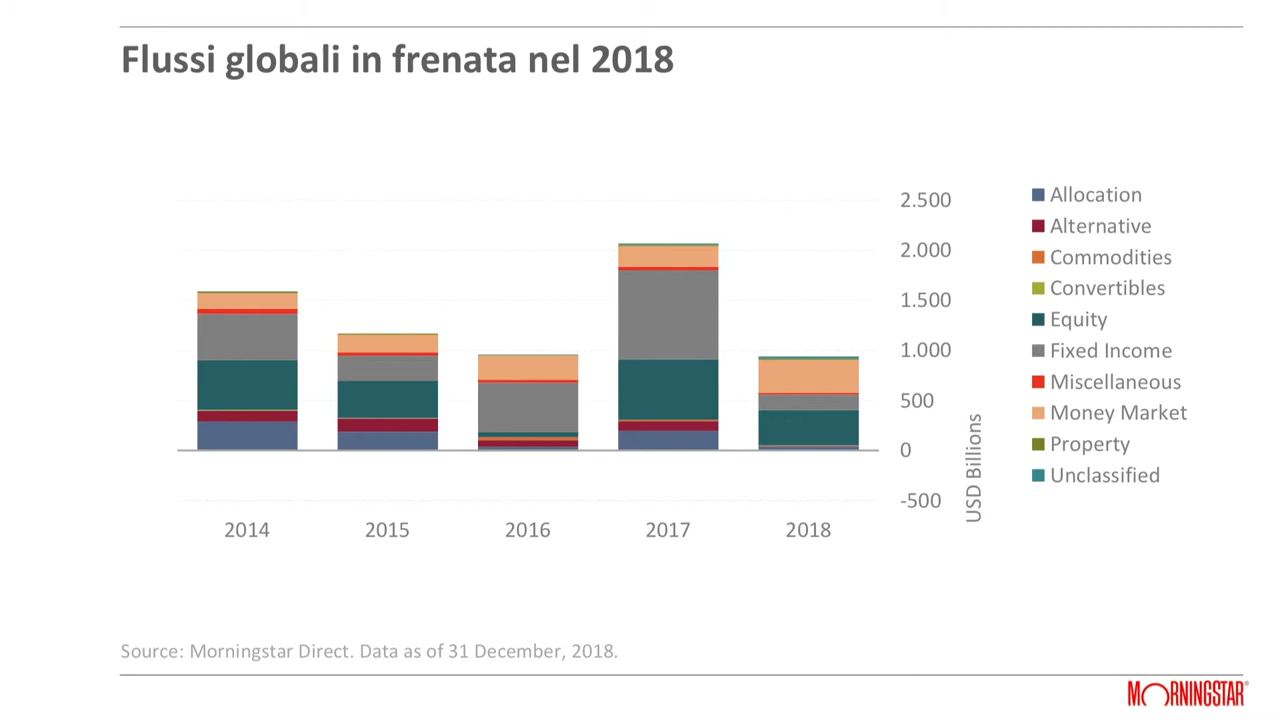 Flussi globali in frenata nel 2018
2.500
2.000
1.500
1.000
500
0
-500
USD Billions
2014 2015 2016 2017 2018
Allocation
Alternative
Commodities
Convertibles
Equity
Fixed Income
Miscellaneous
Money Market
Property
Unclassified
Source: Morningstar Direct. Data as of 31 December, 2018.
MORNINGSTAR®